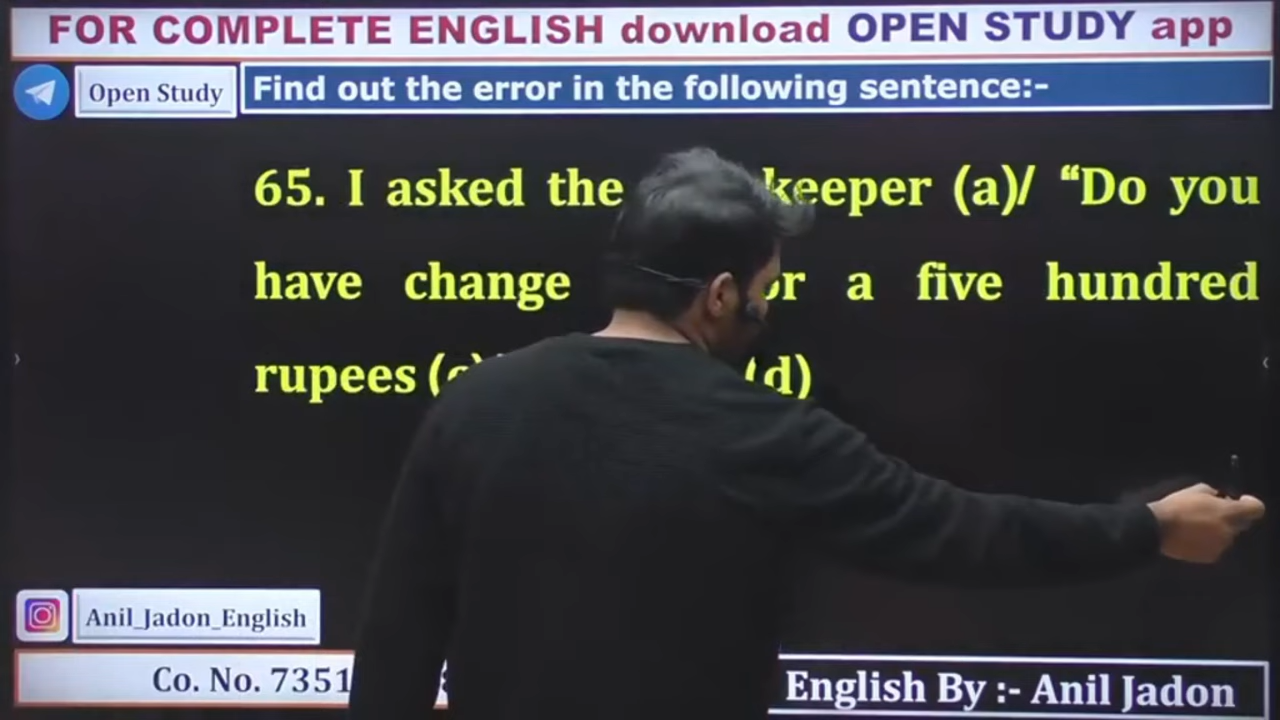 FOR COMPLETE ENGLISH download OPEN STUDY app
Open Study
Find out the error in the following sentence:-
65. I asked the keeper (a)/ “Do you
have change or a five hundred
rupees (c) (d)
Anil_Jadon_English
Co. No. 7351
English By :- Anil Jadon